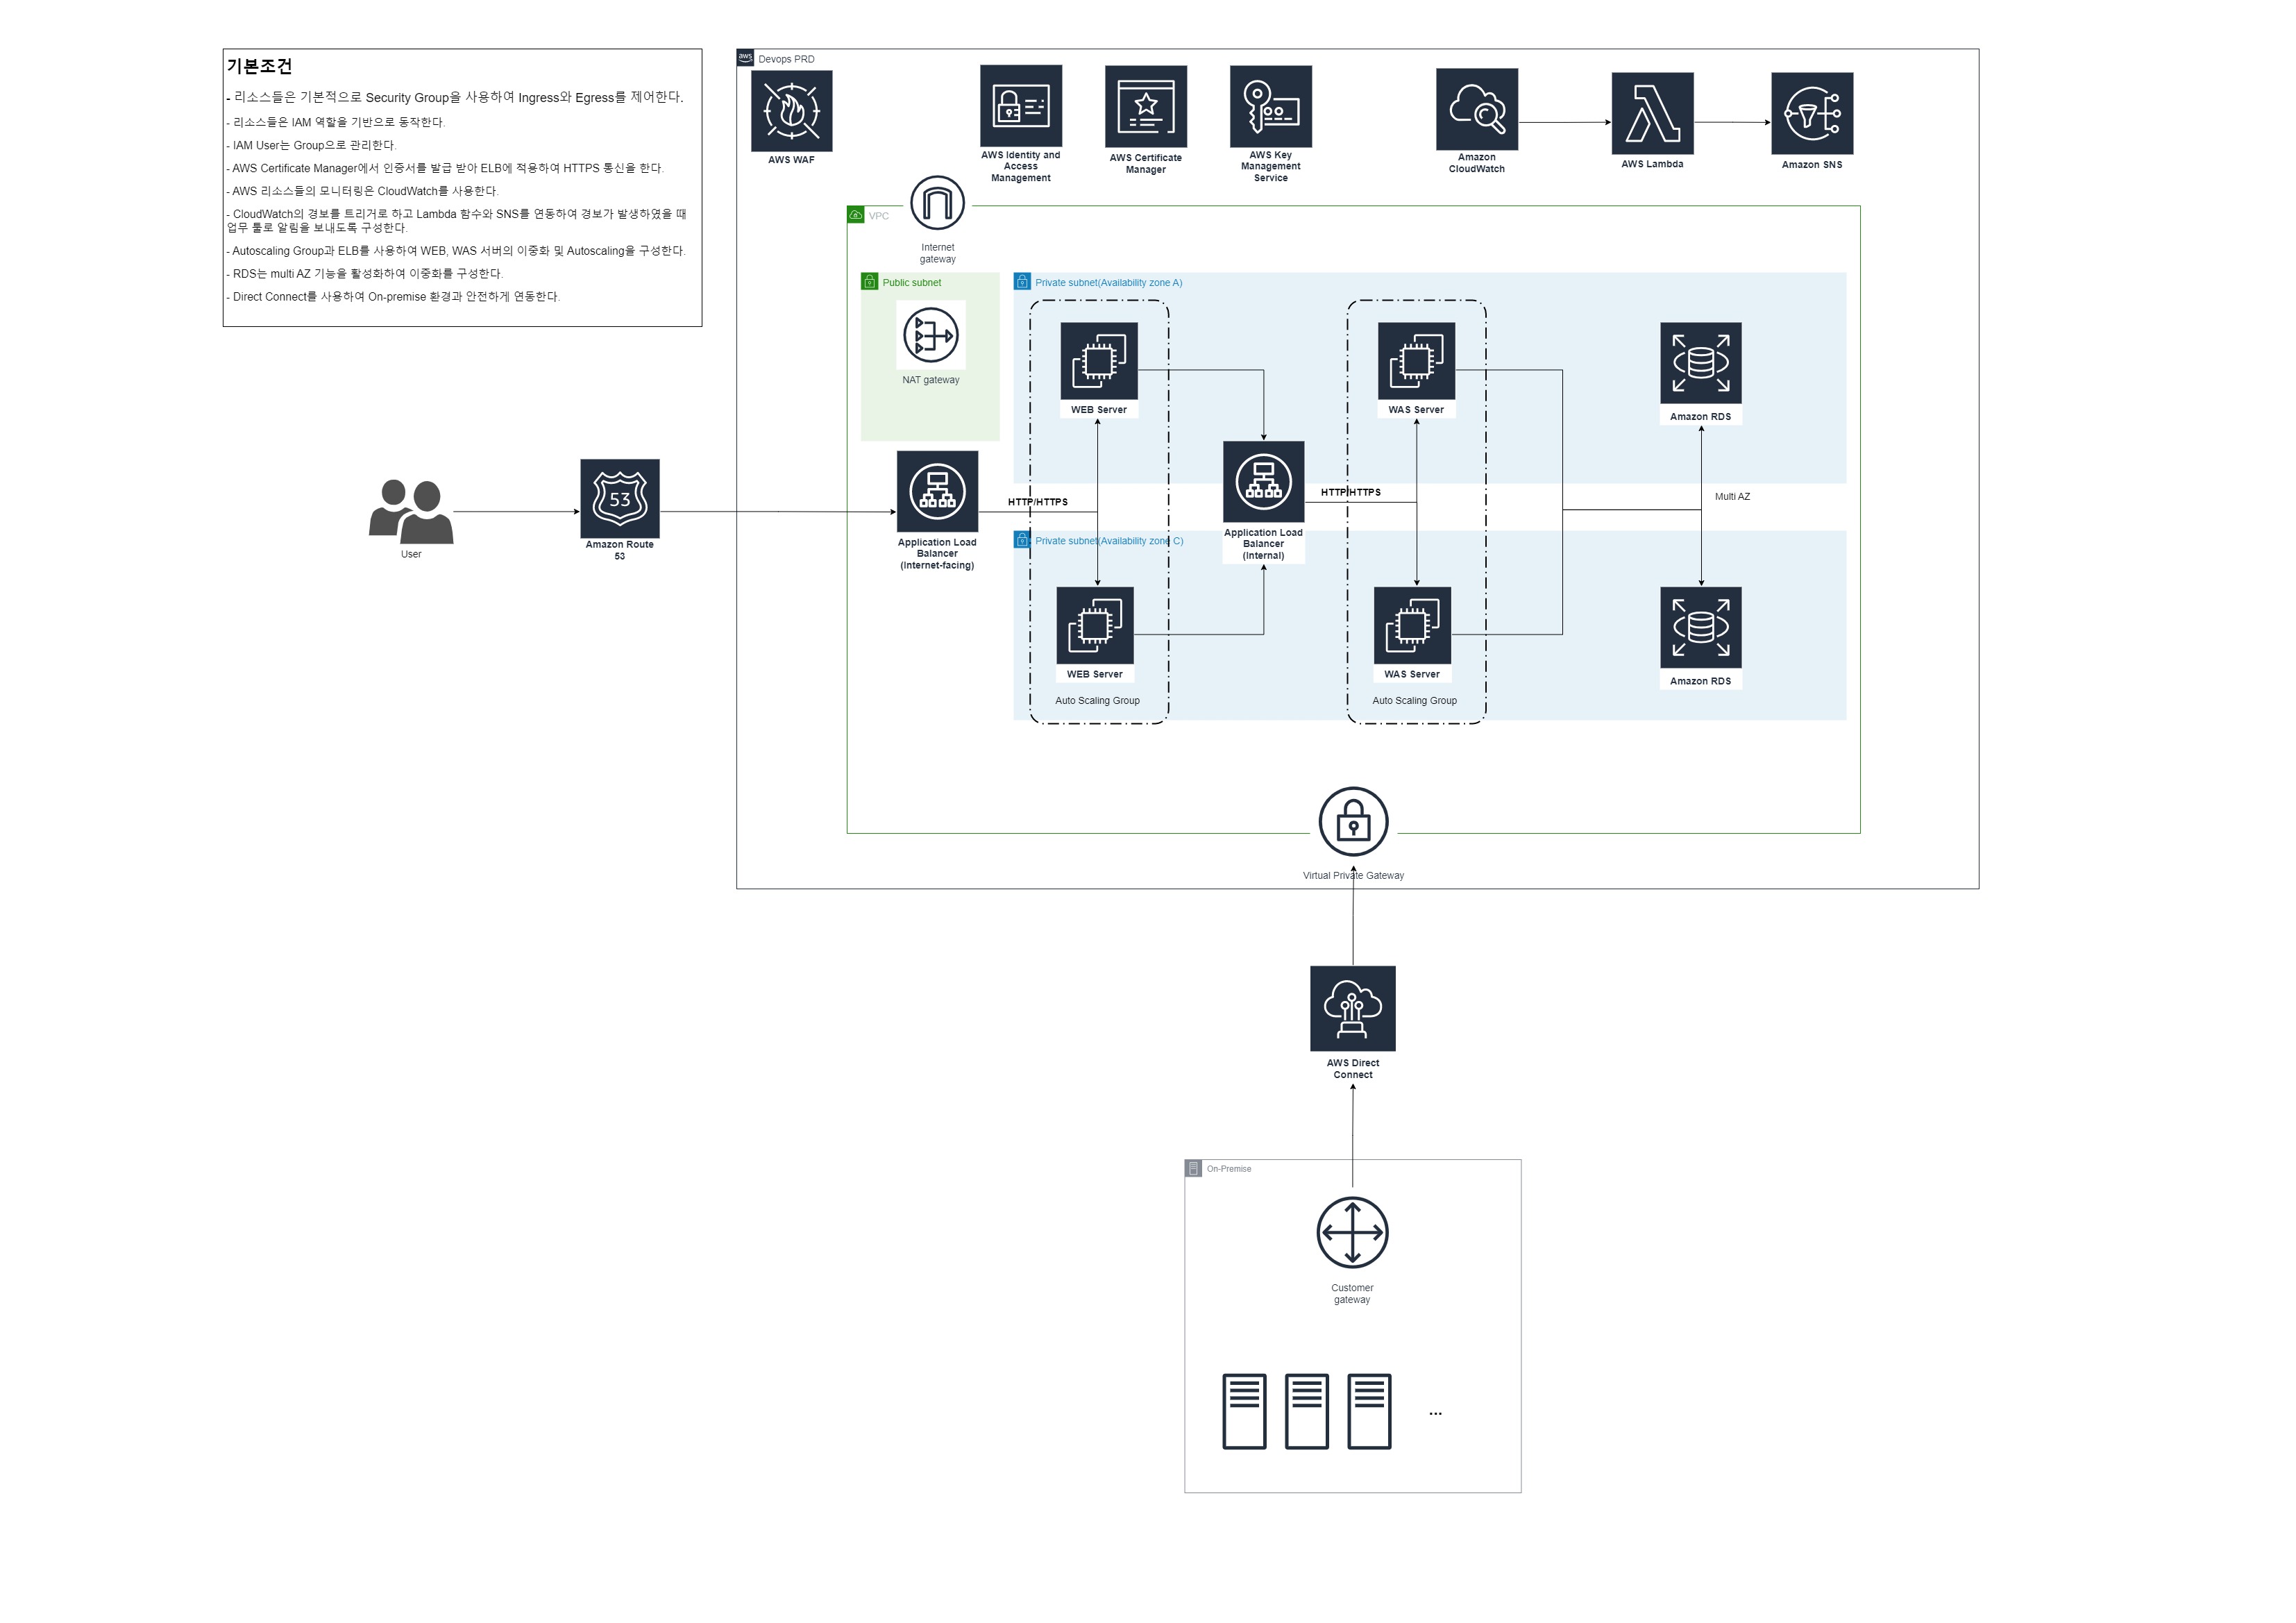 기본조건
- 리소스들은 기본적으로 Security Group을 사용하여 Ingress와 Egress를 제어한다.
- 리소스들은 IAM 역할을 기반으로 동작한다.
- IAM User는 Group으로 관리한다.
- AWS Certificate Manager에서 인증서를 발급 받아 ELB에 적용하여 HTTPS 통신을 한다.
- AWS 리소스들의 모니터링은 CloudWatch를 사용한다.
- CloudWatch의 경보를 트리거로 하고 Lambda 함수와 SNS를 연동하여 경보가 발생하였을 때
업무 툴로 알림을 보내도록 구성한다.
- Autoscaling Group과 ELB를 사용하여 WEB, WAS 서버의 이중화 및 Autoscaling을 구성한다.
- RDS는 multi AZ 기능을 활성화하여 이중화를 구성한다.
- Direct Connect를 사용하여 On-premise 환경과 안전하게 연동한다.
aws
Devops PRD
AWS WAF
AWS Identity and
Access
Management
AWS Certificate
Manager
AWS Key
Management
Service
Amazon
CloudWatch
AWS Lambda
Amazon SNS
VPC
Internet
gateway
Public subnet
NAT gateway
Private subnet(Availability zone A)
WEB Server
WAS Server
Amazon RDS
User
53
Amazon Route
53
Application Load
Balancer
(Internet-facing)
HTTP/HTTPS
Application Load
Balancer
(Internal)
HTTP/HTTPS
Multi AZ
Private subnet(Availability zone C)
WEB Server
Auto Scaling Group
WAS Server
Auto Scaling Group
Amazon RDS
Virtual Private Gateway
AWS Direct
Connect
On-Premise
Customer
gateway
...